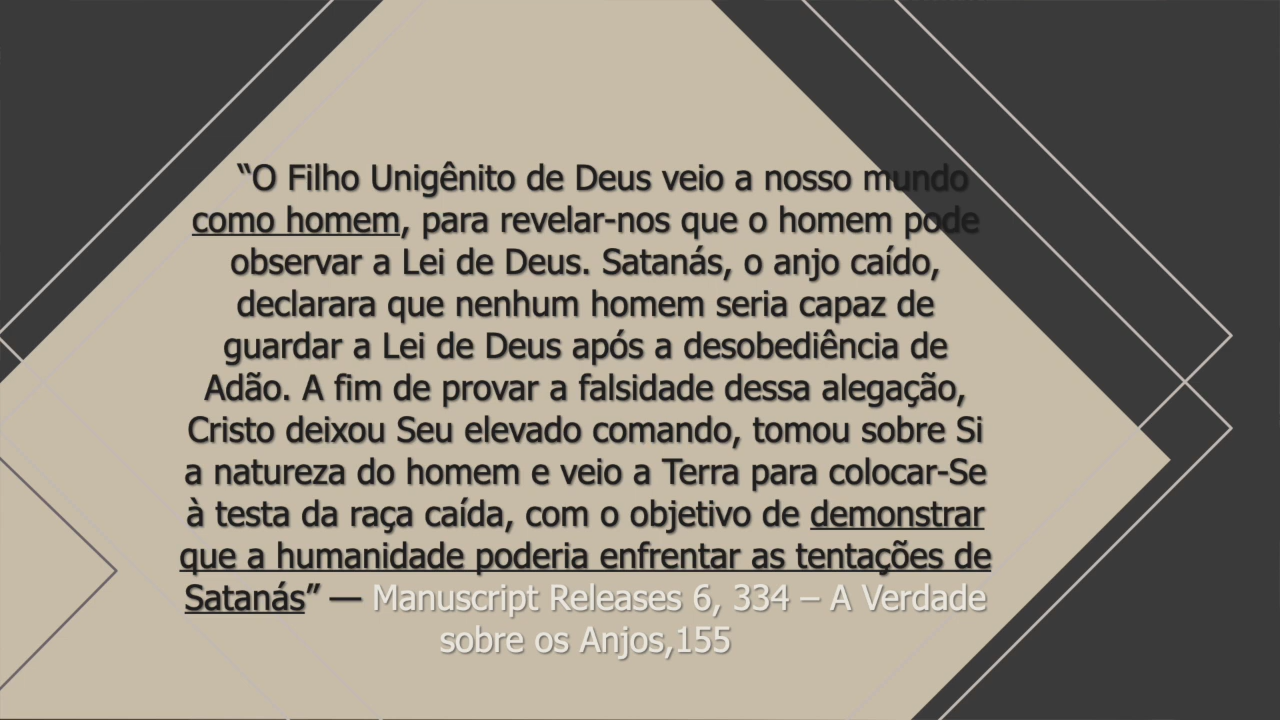 “O Filho Unigênito de Deus veio a nosso mundo
como homem, para revelar-nos que o homem pode
observar a Lei de Deus. Satanás, o anjo caído,
declarara que nenhum homem seria capaz de
guardar a Lei de Deus após a desobediência de
Adão. A fim de provar a falsidade dessa alegação,
Cristo deixou Seu elevado comando, tomou sobre Si
a natureza do homem e veio a Terra para colocar-Se
à testa da raça caída, com o objetivo de demonstrar
que a humanidade poderia enfrentar as tentações de
Satanás” — Manuscript Releases 6, 334 – A Verdade
sobre os Anjos,155